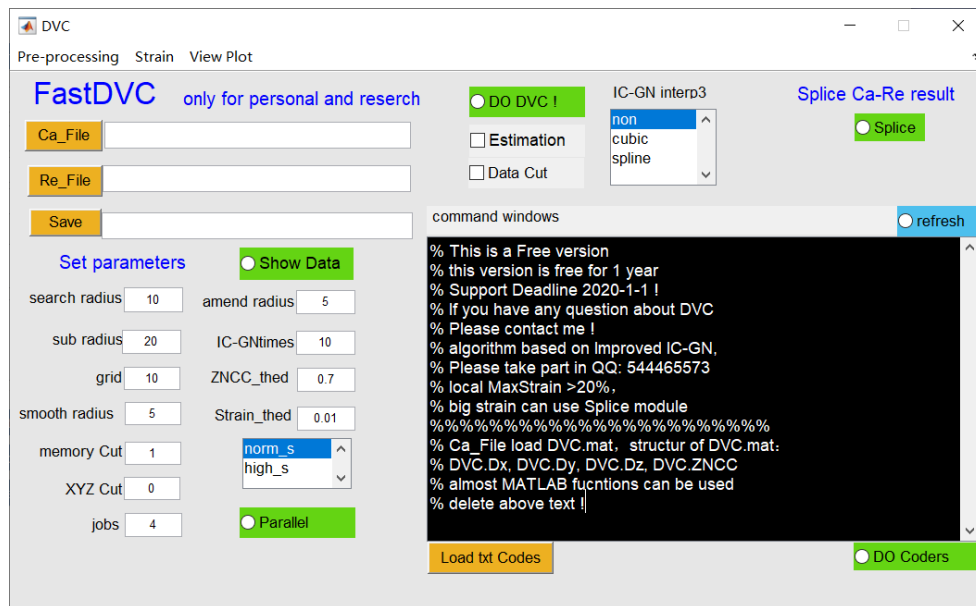 DVC
Pre-processing Strain View Plot
FastDVC only for personal and reserch
DO DVC !
IC-GN interp3
Splice Ca-Re result
Ca_File
Estimation
non
cubic
spline
Splice
Re_File
Data Cut
Save
command windows
refresh
Set parameters
Show Data
search radius 10
amend radius 5
sub radius 20
IC-GNtimes 10
grid 10
ZNCC_thed 0.7
smooth radius 5
Strain_thed 0.01
memory Cut 1
norm_s
high_s
XYZ Cut 0
jobs 4
Parallel
% This is a Free version
% this version is free for 1 year
% Support Deadline 2020-1-1 !
% If you have any question about DVC
% Please contact me !
% algorithm based on Improved IC-GN,
% Please take part in QQ: 544465573
% local MaxStrain >20%，
% big strain can use Splice module
%%%%%%%%%%%%%%%%%%%%%%%
% Ca_File load DVC.mat，structur of DVC.mat：
% DVC.Dx, DVC.Dy, DVC.Dz, DVC.ZNCC
% almost MATLAB fucntions can be used
% delete above text !
Load txt Codes
DO Coders